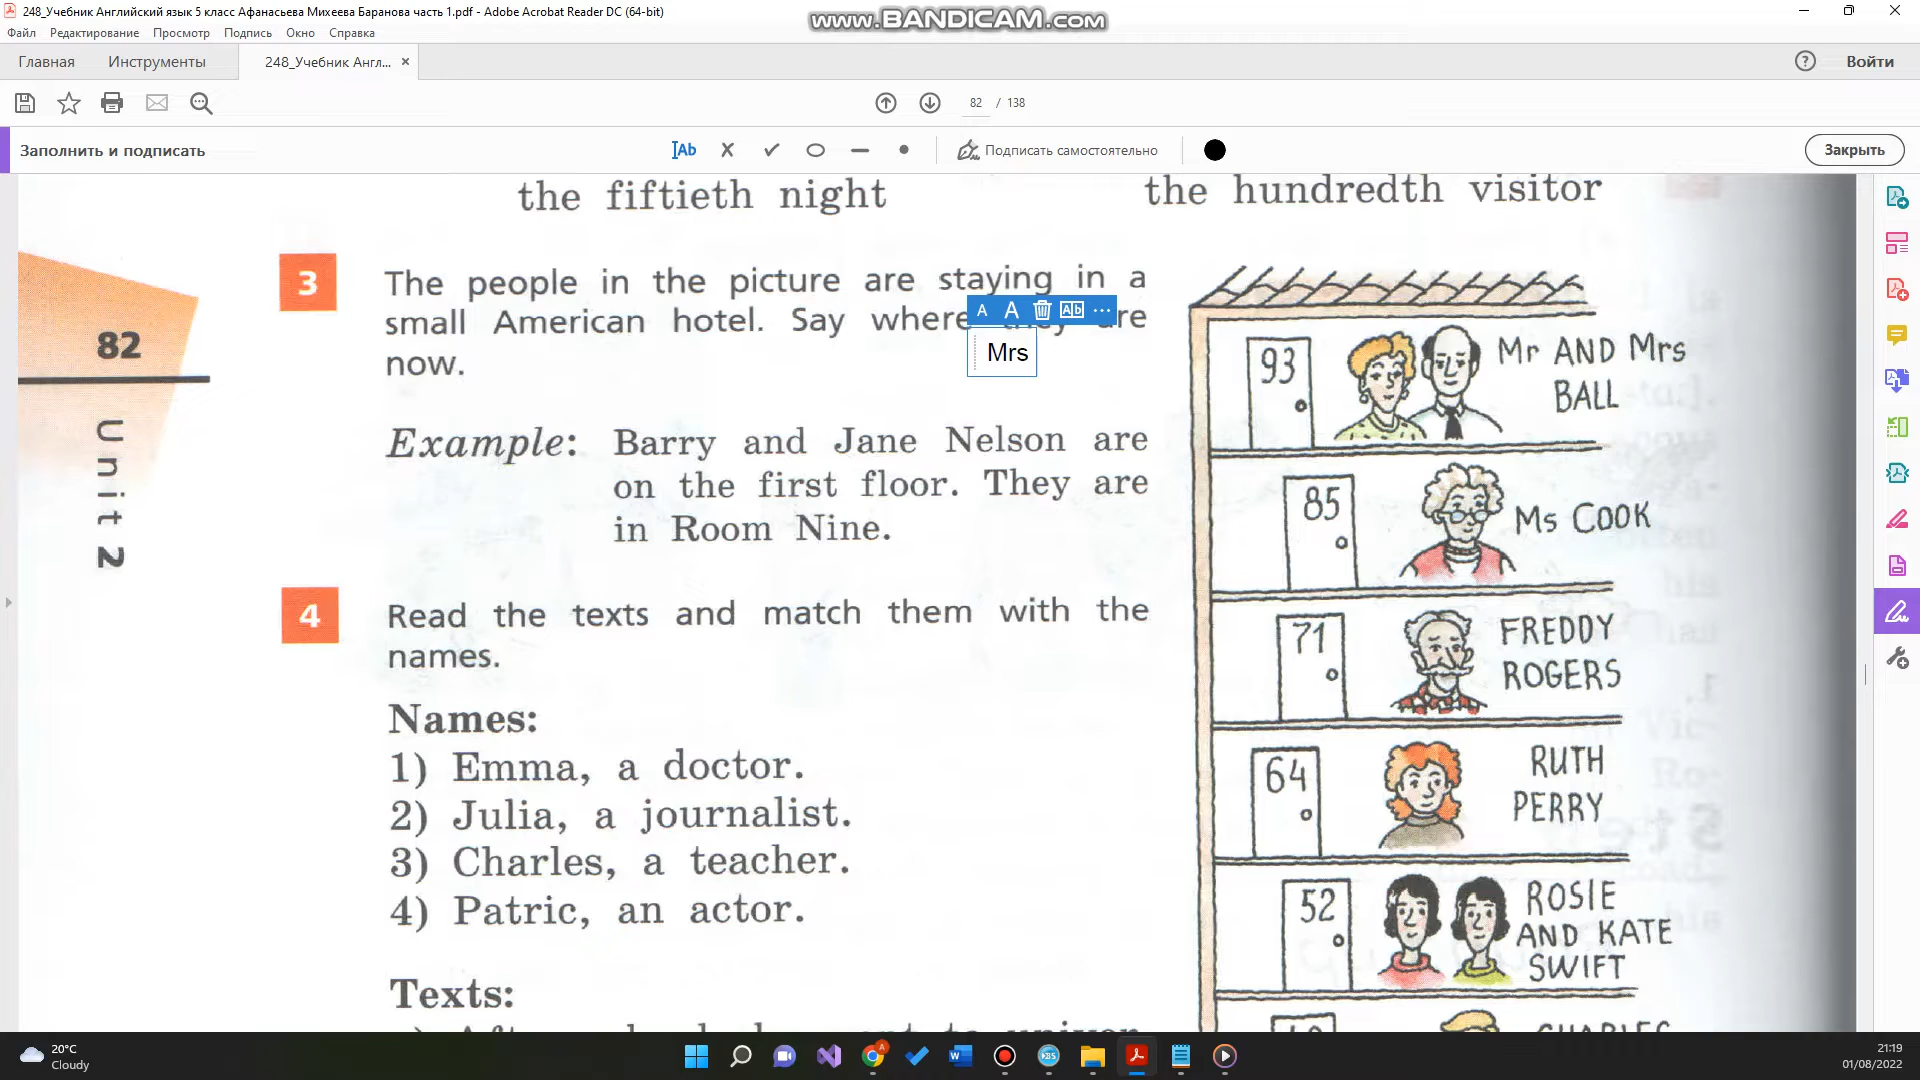 248_Учебник Английский язык 5 класс Афанасьева Михеева Баранова часть 1.pdf - Adobe Acrobat Reader DC (64-bit)
www.BANDICAM.com
Файл Редактирование Просмотр Подпись Окно Справка
Главная Инструменты 248_Учебник Англ... × Войти
82 / 138
Заполнить и подписать Ab Подписать самостоятельно Закрыть
the fiftieth night the hundredth visitor
3 The people in the picture are staying in a
small American hotel. Say where they are
now.
Mrs
Example: Barry and Jane Nelson are
on the first floor. They are
in Room Nine.
4 Read the texts and match them with the
names.
Names:
1) Emma, a doctor.
2) Julia, a journalist.
3) Charles, a teacher.
4) Patric, an actor.
Texts:
82
Unit 2
93 Mr AND Mrs
BALL
85 Ms COOK
71 FREDDY
ROGERS
64 RUTH
PERRY
52 ROSIE
AND KATE
SWIFT
CHARLES
20°C
Cloudy
21:19
01/08/2022